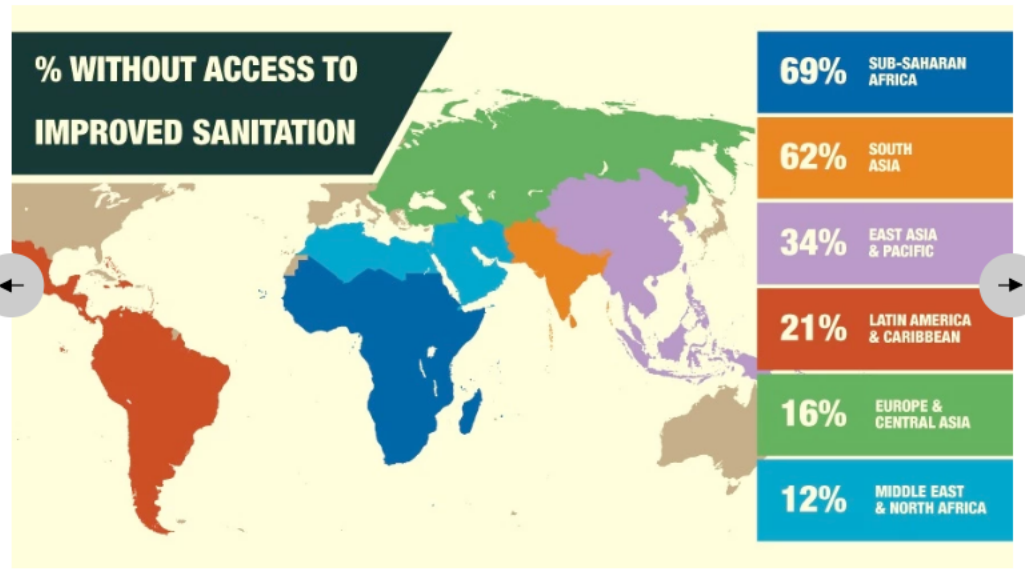 % WITHOUT ACCESS TO
IMPROVED SANITATION
69% SUB-SAHARAN
AFRICA
62% SOUTH
ASIA
34% EAST ASIA
& PACIFIC
21% LATIN AMERICA
& CARIBBEAN
16% EUROPE &
CENTRAL ASIA
12% MIDDLE EAST
& NORTH AFRICA